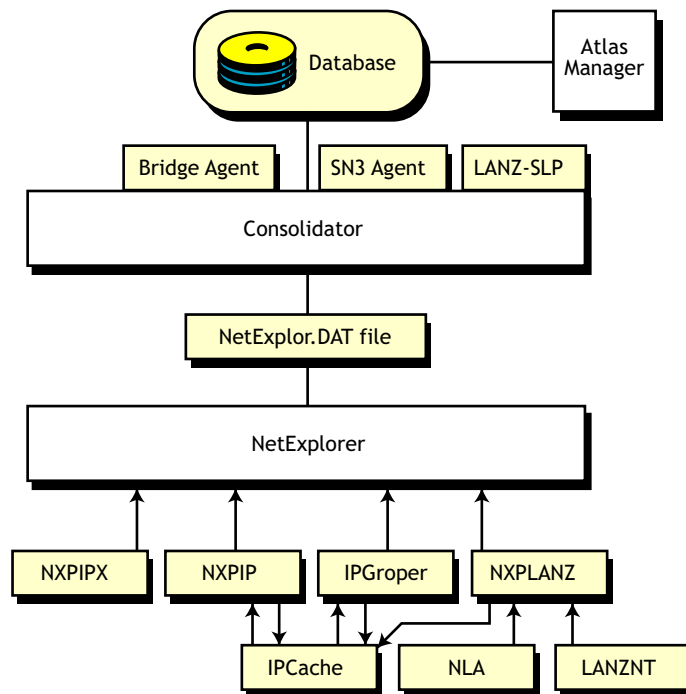 Database
Atlas
Manager
Bridge Agent
SN3 Agent
LANZ-SLP
Consolidator
NetExplor.DAT file
NetExplorer
NXPIPX
NXPIP
IPGroper
NXPLANZ
IPCache
NLA
LANZNT